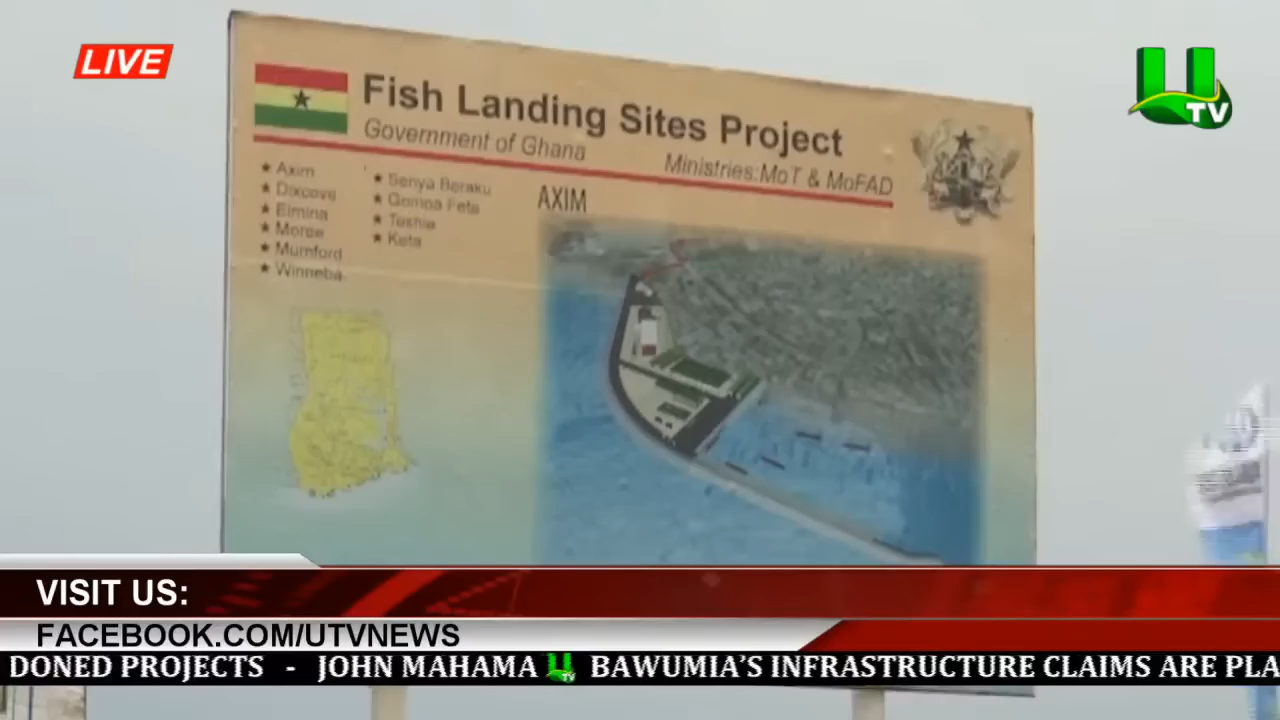 LIVE
U
TV
Fish Landing Sites Project
Government of Ghana
Ministries:MoT & MoFAD
★ Axim
★ Dixcove
★ Elmina
★ Moree
★ Mumford
★ Winneba
★ Senya Beraku
★ Gomoa Fete
★ Teshie
★ Keta
AXIM
VISIT US:
FACEBOOK.COM/UTVNEWS
DONED PROJECTS - JOHN MAHAMA U TV BAWUMIA'S INFRASTRUCTURE CLAIMS ARE PLA